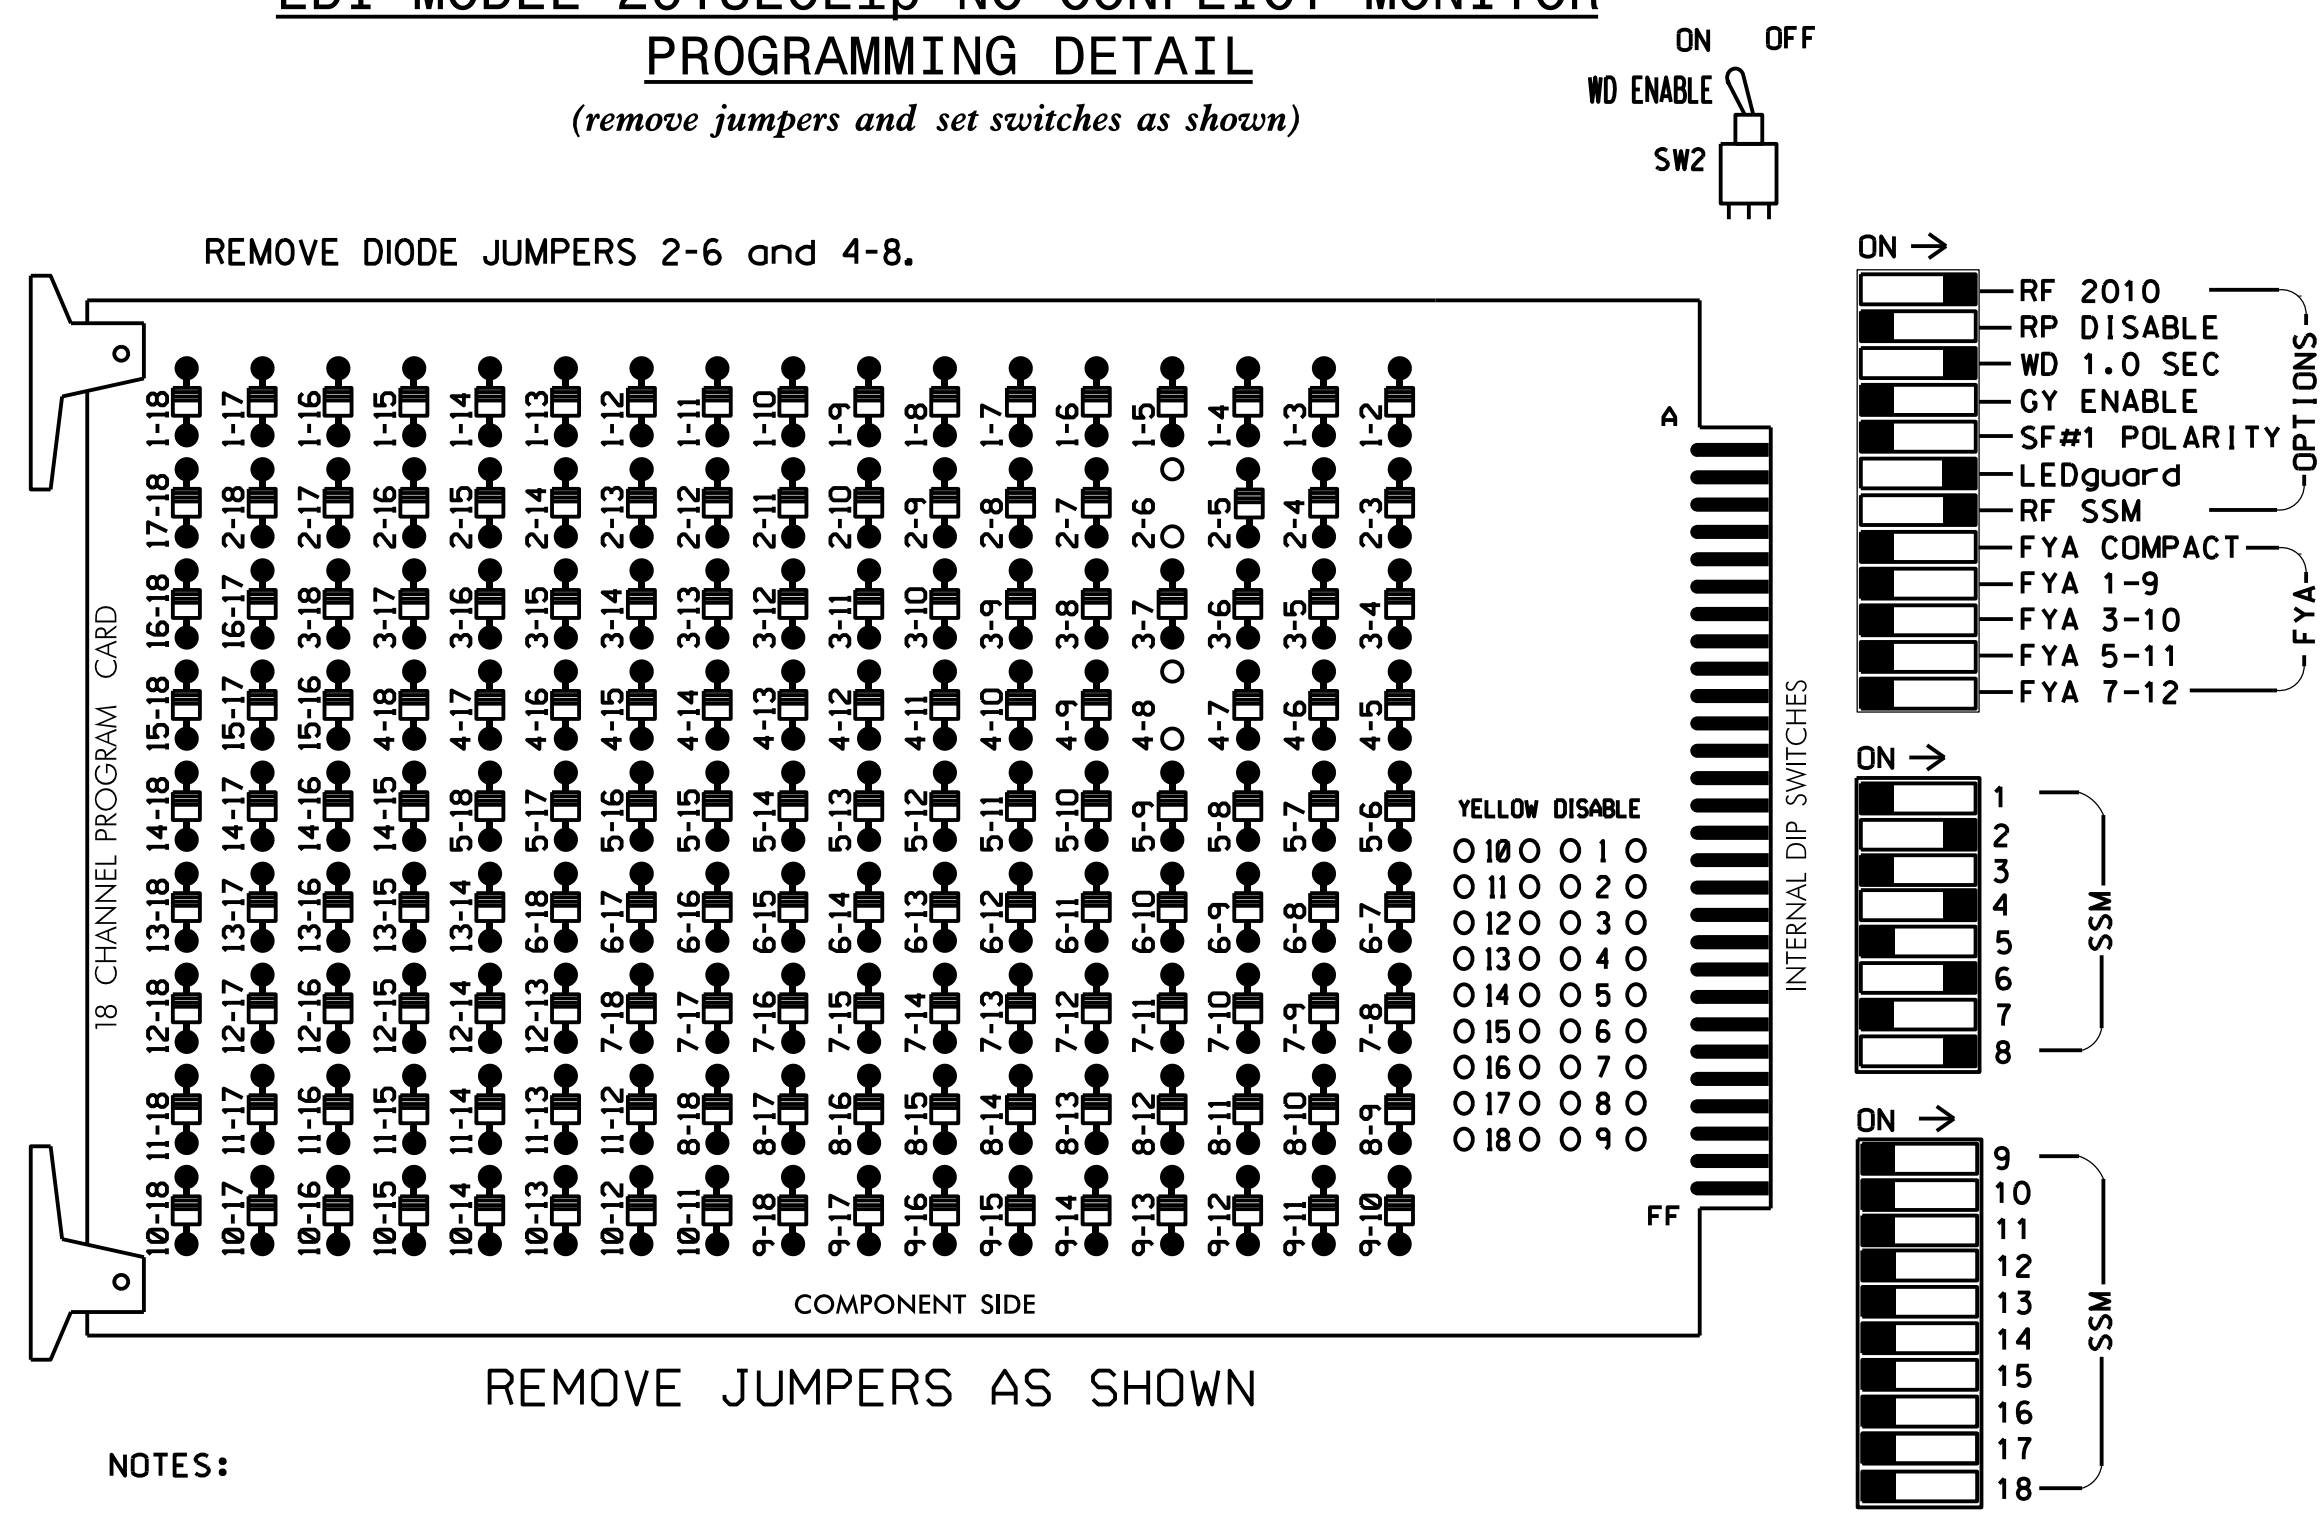 PROGRAMMING DETAIL
(remove jumpers and set switches as shown)
ON OFF
WD ENABLE
SW2
REMOVE DIODE JUMPERS 2-6 and 4-8.
18 CHANNEL PROGRAM CARD
1-18 1-17 1-16 1-15 1-14 1-13 1-12 1-11 1-10 1-9 1-8 1-7 1-6 1-5 1-4 1-3 1-2
17-18 2-18 2-17 2-16 2-15 2-14 2-13 2-12 2-11 2-10 2-9 2-8 2-7 2-6 2-5 2-4 2-3
16-18 16-17 3-18 3-17 3-16 3-15 3-14 3-13 3-12 3-11 3-10 3-9 3-8 3-7 3-6 3-5 3-4
15-18 15-17 15-16 4-18 4-17 4-16 4-15 4-14 4-13 4-12 4-11 4-10 4-9 4-8 4-7 4-6 4-5
14-18 14-17 14-16 14-15 5-18 5-17 5-16 5-15 5-14 5-13 5-12 5-11 5-10 5-9 5-8 5-7 5-6
13-18 13-17 13-16 13-15 13-14 6-18 6-17 6-16 6-15 6-14 6-13 6-12 6-11 6-10 6-9 6-8 6-7
12-18 12-17 12-16 12-15 12-14 12-13 7-18 7-17 7-16 7-15 7-14 7-13 7-12 7-11 7-10 7-9 7-8
11-18 11-17 11-16 11-15 11-14 11-13 11-12 8-18 8-17 8-16 8-15 8-14 8-13 8-12 8-11 8-10 8-9
10-18 10-17 10-16 10-15 10-14 10-13 10-12 10-11 9-18 9-17 9-16 9-15 9-14 9-13 9-12 9-11 9-10
A
YELLOW DISABLE
10 1
11 2
12 3
13 4
14 5
15 6
16 7
17 8
18 9
FF
COMPONENT SIDE
REMOVE JUMPERS AS SHOWN
NOTES:
INTERNAL DIP SWITCHES
ON
RF 2010
RP DISABLE
WD 1.0 SEC
GY ENABLE
SF#1 POLARITY
LEDguard
RF SSM
OPTIONS
FYA COMPACT
FYA 1-9
FYA 3-10
FYA 5-11
FYA 7-12
FYA
ON
1
2
3
4
5
6
7
8
SSM
ON
9
10
11
12
13
14
15
16
17
18
SSM